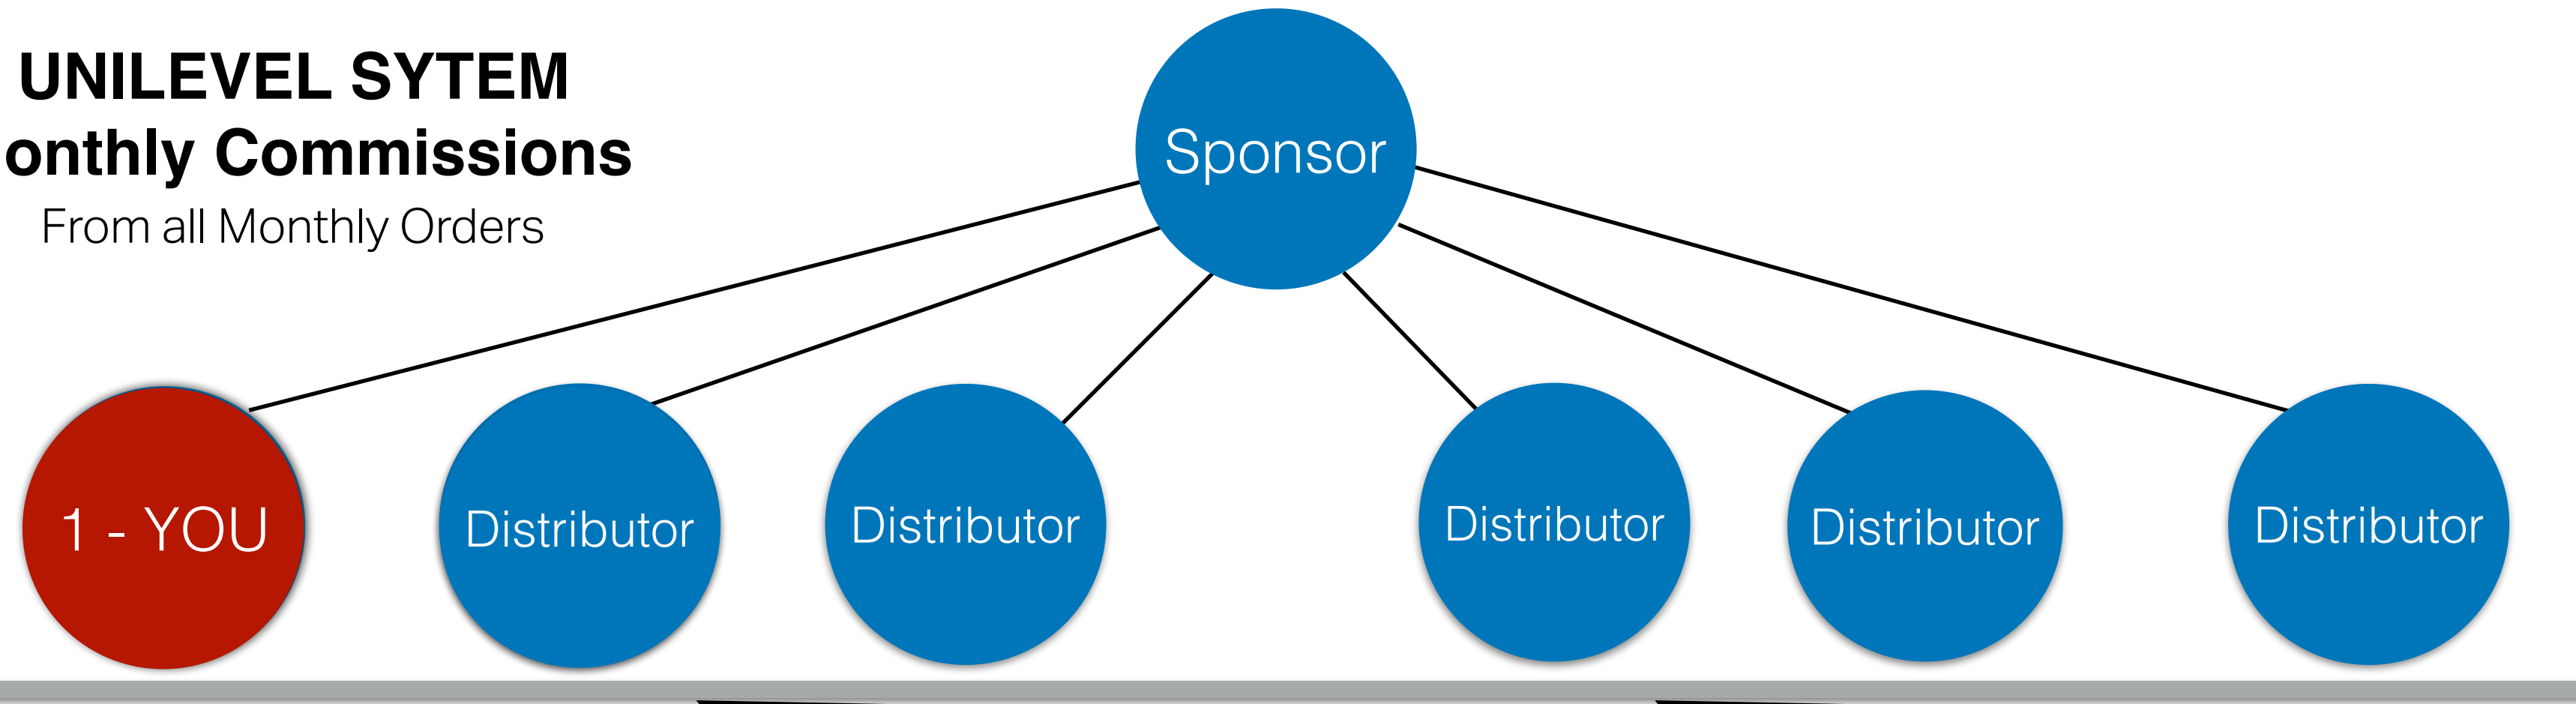 UNILEVEL SYTEM
onthly Commissions
From all Monthly Orders
Sponsor
1 - YOU
Distributor
Distributor
Distributor
Distributor
Distributor